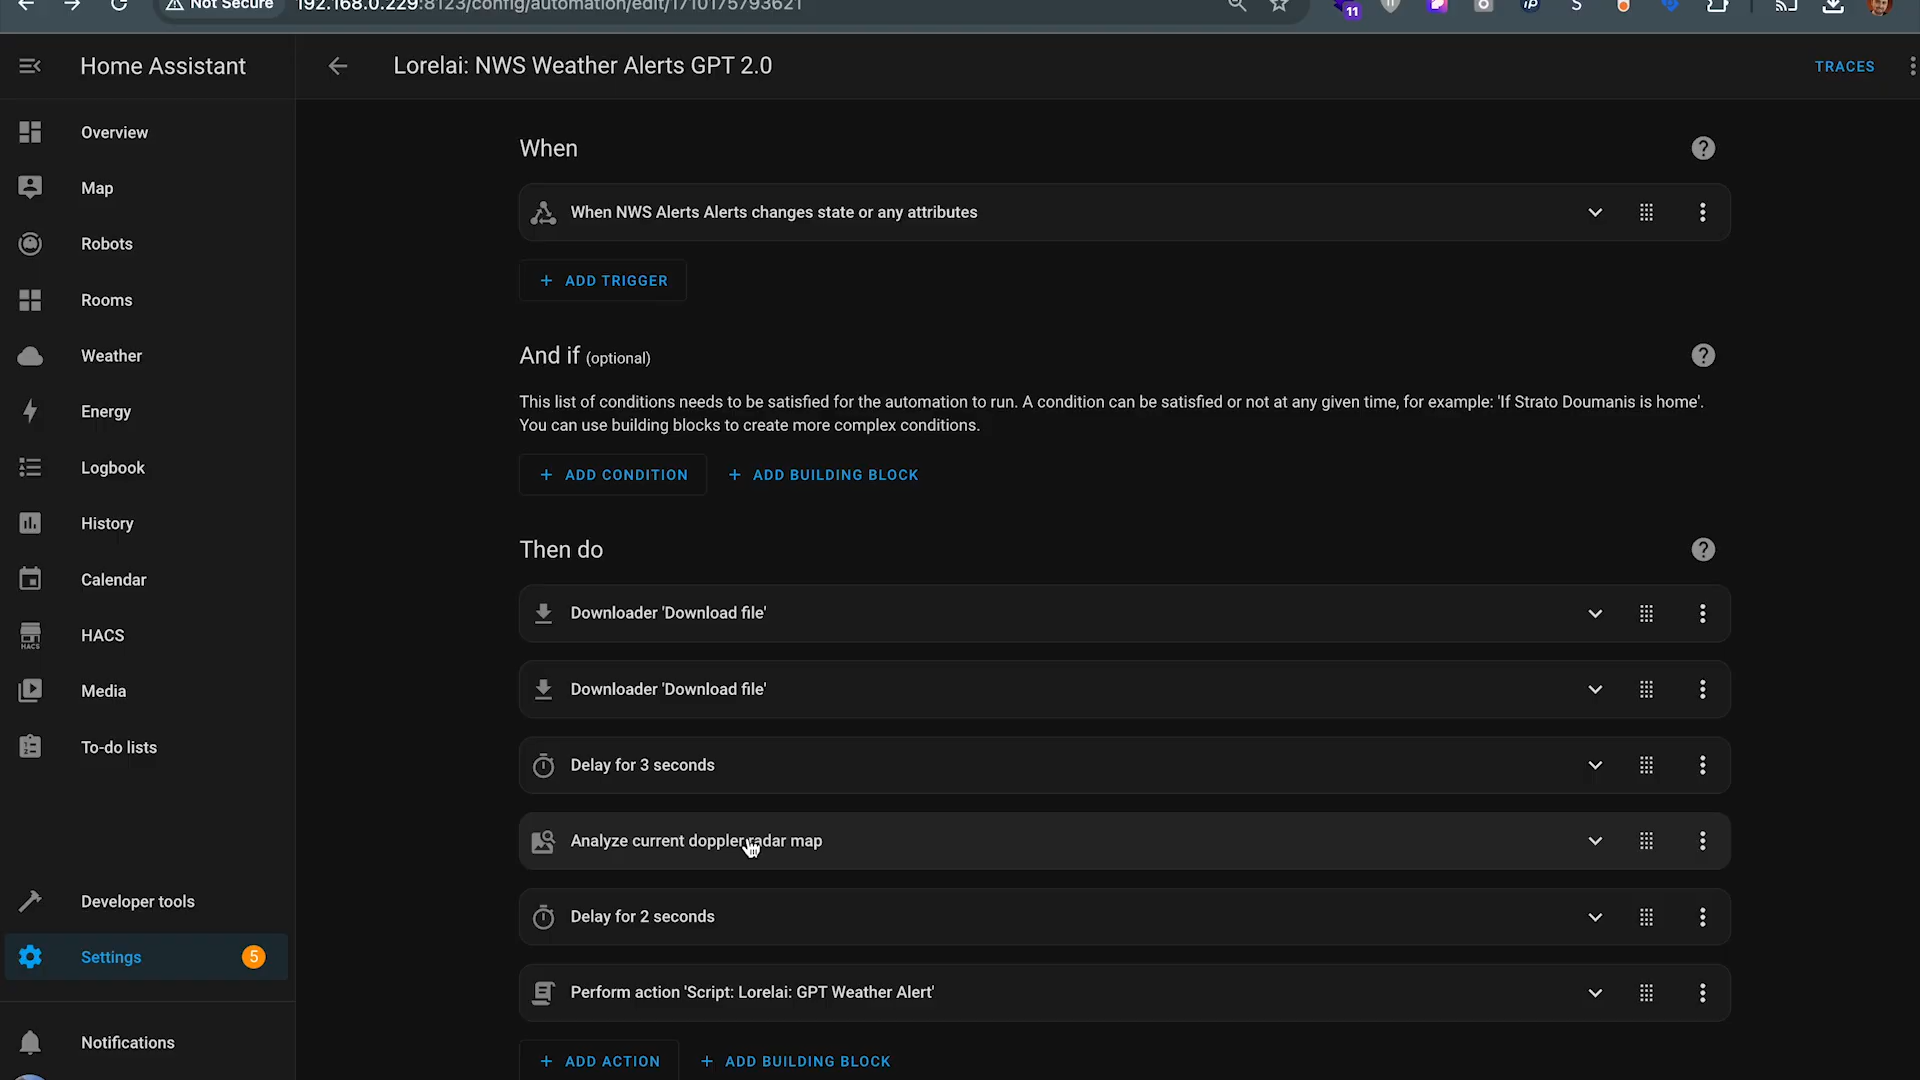 Not Secure
192.168.0.229:8123/config/automation/edit/1710175793621
11
Home Assistant
Lorelai: NWS Weather Alerts GPT 2.0
TRACES
Overview
Map
Robots
Rooms
Weather
Energy
Logbook
History
Calendar
HACS
HACS
Media
To-do lists
Developer tools
Settings
5
Notifications
When
When NWS Alerts Alerts changes state or any attributes
+ ADD TRIGGER
And if (optional)
This list of conditions needs to be satisfied for the automation to run. A condition can be satisfied or not at any given time, for example: 'If Strato Doumanis is home'.
You can use building blocks to create more complex conditions.
+ ADD CONDITION
+ ADD BUILDING BLOCK
Then do
Downloader 'Download file'
Downloader 'Download file'
Delay for 3 seconds
Analyze current doppler radar map
Delay for 2 seconds
Perform action 'Script: Lorelai: GPT Weather Alert'
+ ADD ACTION
+ ADD BUILDING BLOCK